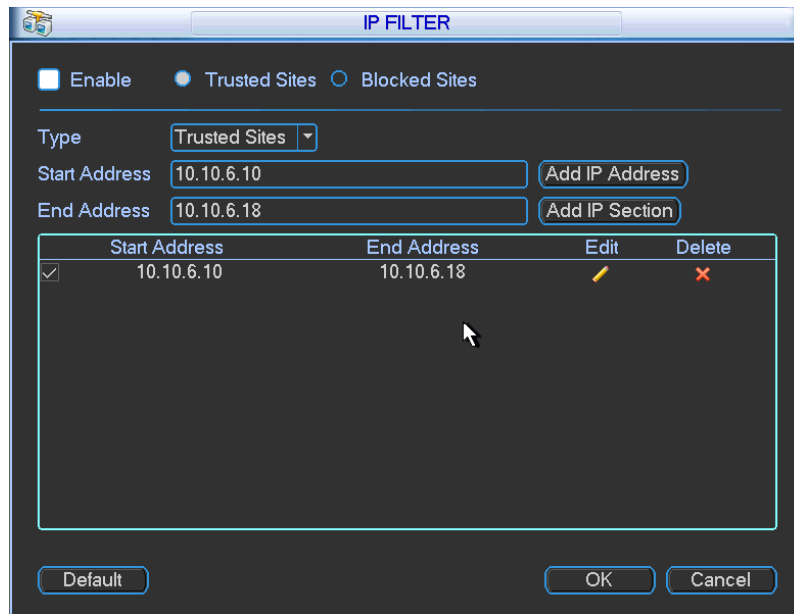 IP FILTER
Enable Trusted Sites Blocked Sites
Type Trusted Sites
Start Address 10.10.6.10 Add IP Address
End Address 10.10.6.18 Add IP Section
Start Address End Address Edit Delete
10.10.6.10 10.10.6.18
Default OK Cancel